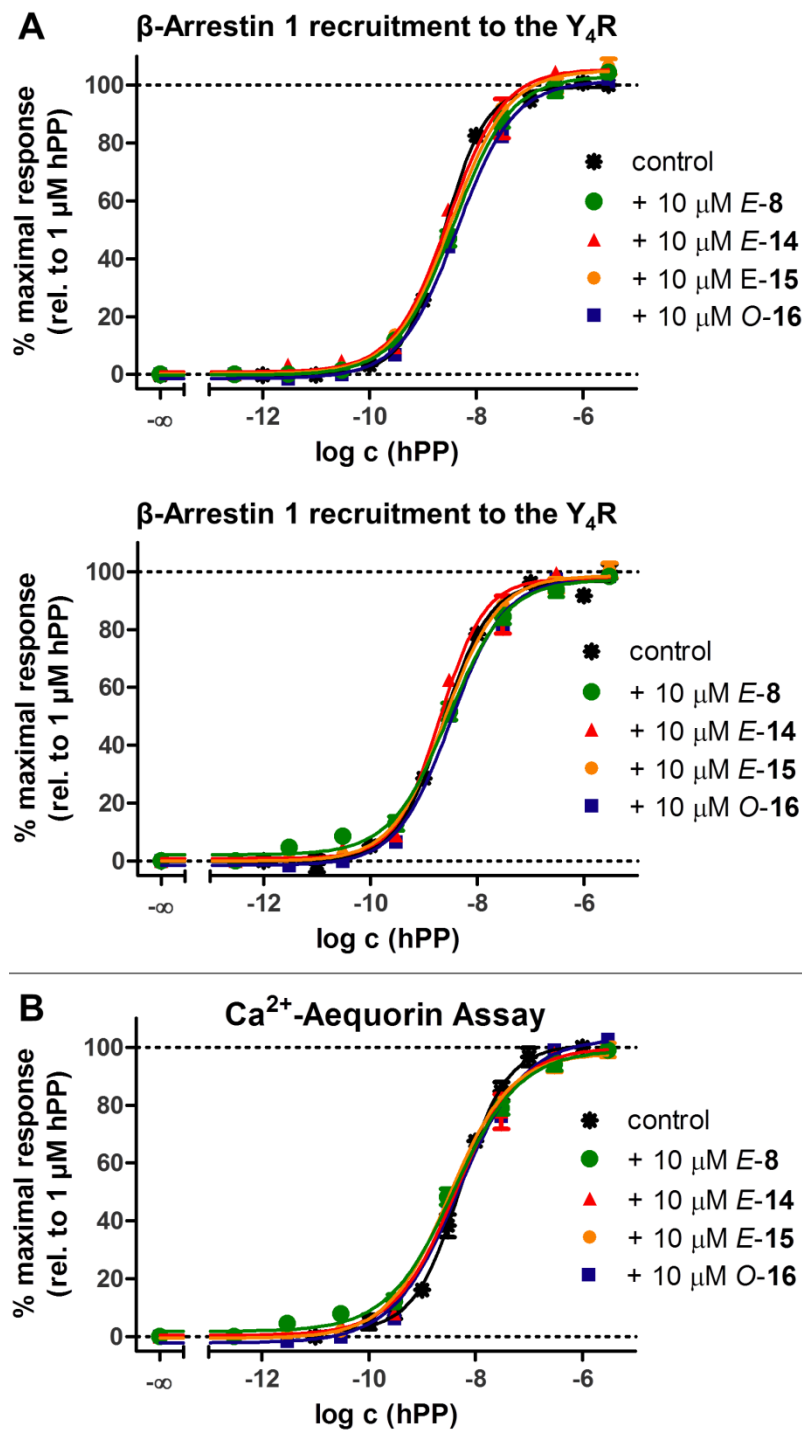 A
β-Arrestin 1 recruitment to the Y₄R
% maximal response
(rel. to 1 µM hPP)
100
80
60
40
20
0
-∞
-12
-10
-8
-6
log c (hPP)
control
+ 10 µM E-8
+ 10 µM E-14
+ 10 µM E-15
+ 10 µM O-16
β-Arrestin 1 recruitment to the Y₄R
% maximal response
(rel. to 1 µM hPP)
100
80
60
40
20
0
-∞
-12
-10
-8
-6
log c (hPP)
control
+ 10 µM E-8
+ 10 µM E-14
+ 10 µM E-15
+ 10 µM O-16
B
Ca²⁺-Aequorin Assay
% maximal response
(rel. to 1 µM hPP)
100
80
60
40
20
0
-∞
-12
-10
-8
-6
log c (hPP)
control
+ 10 µM E-8
+ 10 µM E-14
+ 10 µM E-15
+ 10 µM O-16